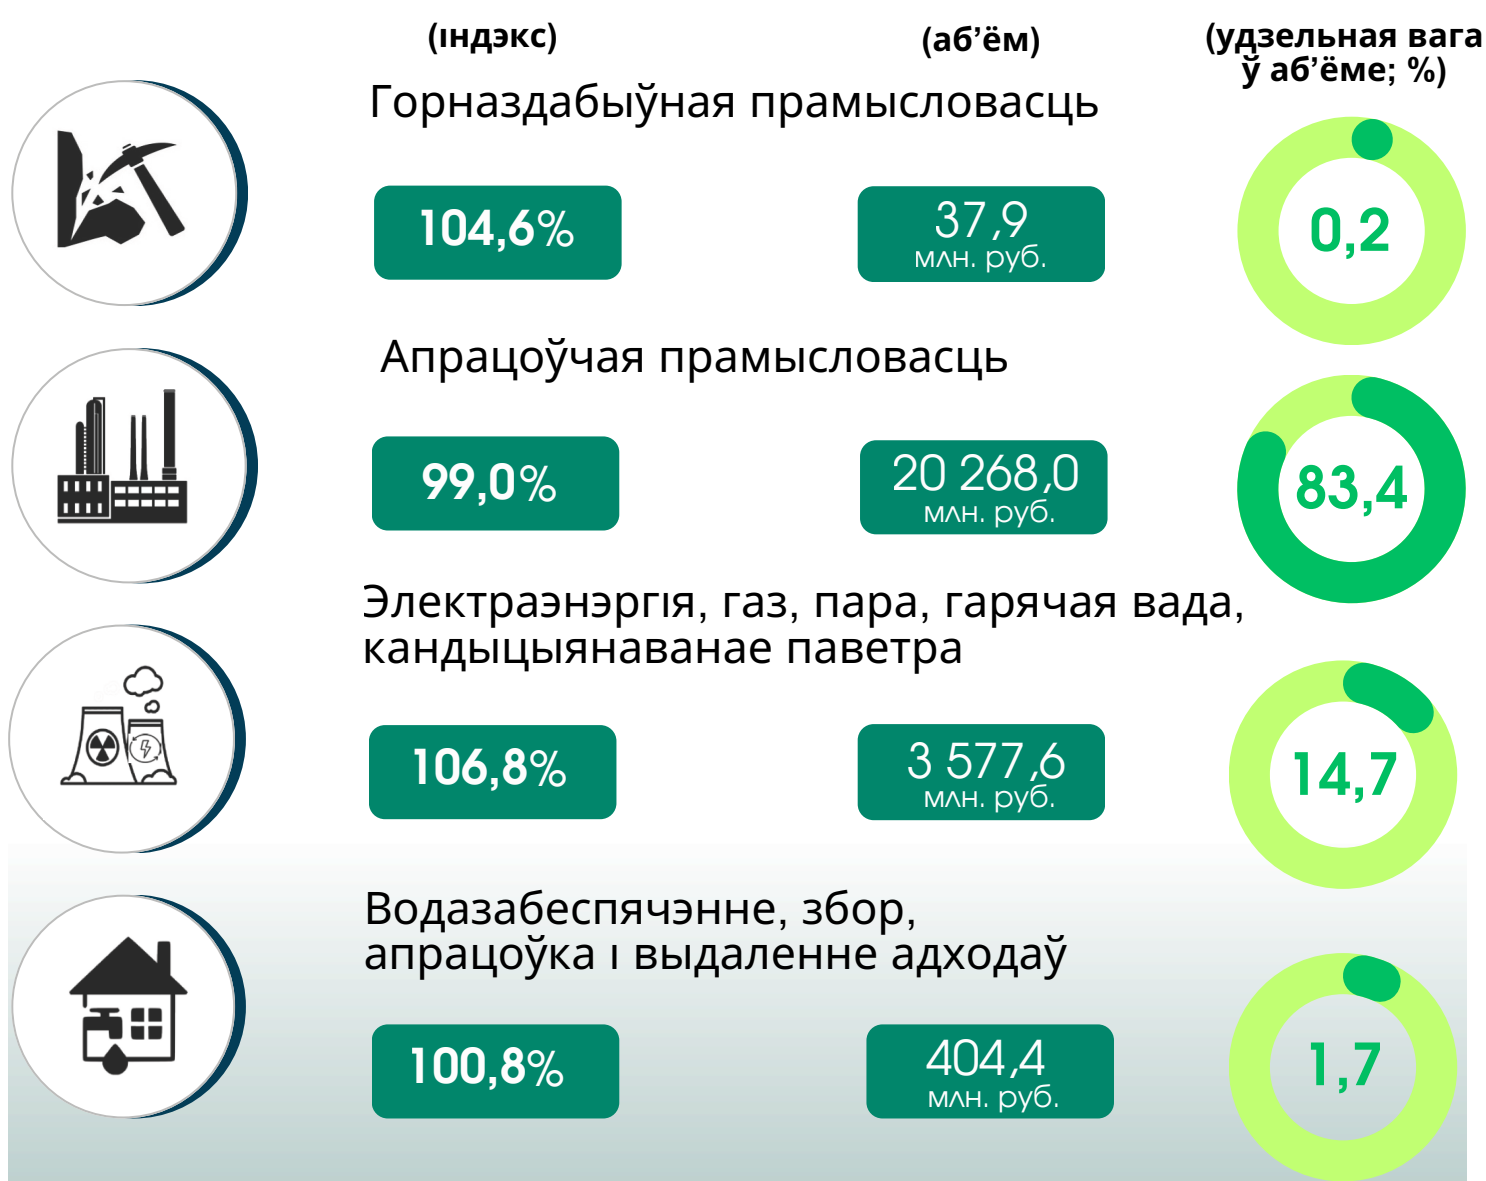 (індэкс)
(аб’ём)
(удзельная вага
ў аб’ёме; %)
Горназдабыўная прамысловасць
104,6%
37,9
млн. руб.
0,2
Апрацоўчая прамысловасць
99,0%
20 268,0
млн. руб.
83,4
Электраэнэргія, газ, пара, гарячая вада,
кандыцыянаванае паветра
106,8%
3 577,6
млн. руб.
14,7
Водазабеспячэнне, збор,
апрацоўка і выдаленне адходаў
100,8%
404,4
млн. руб.
1,7